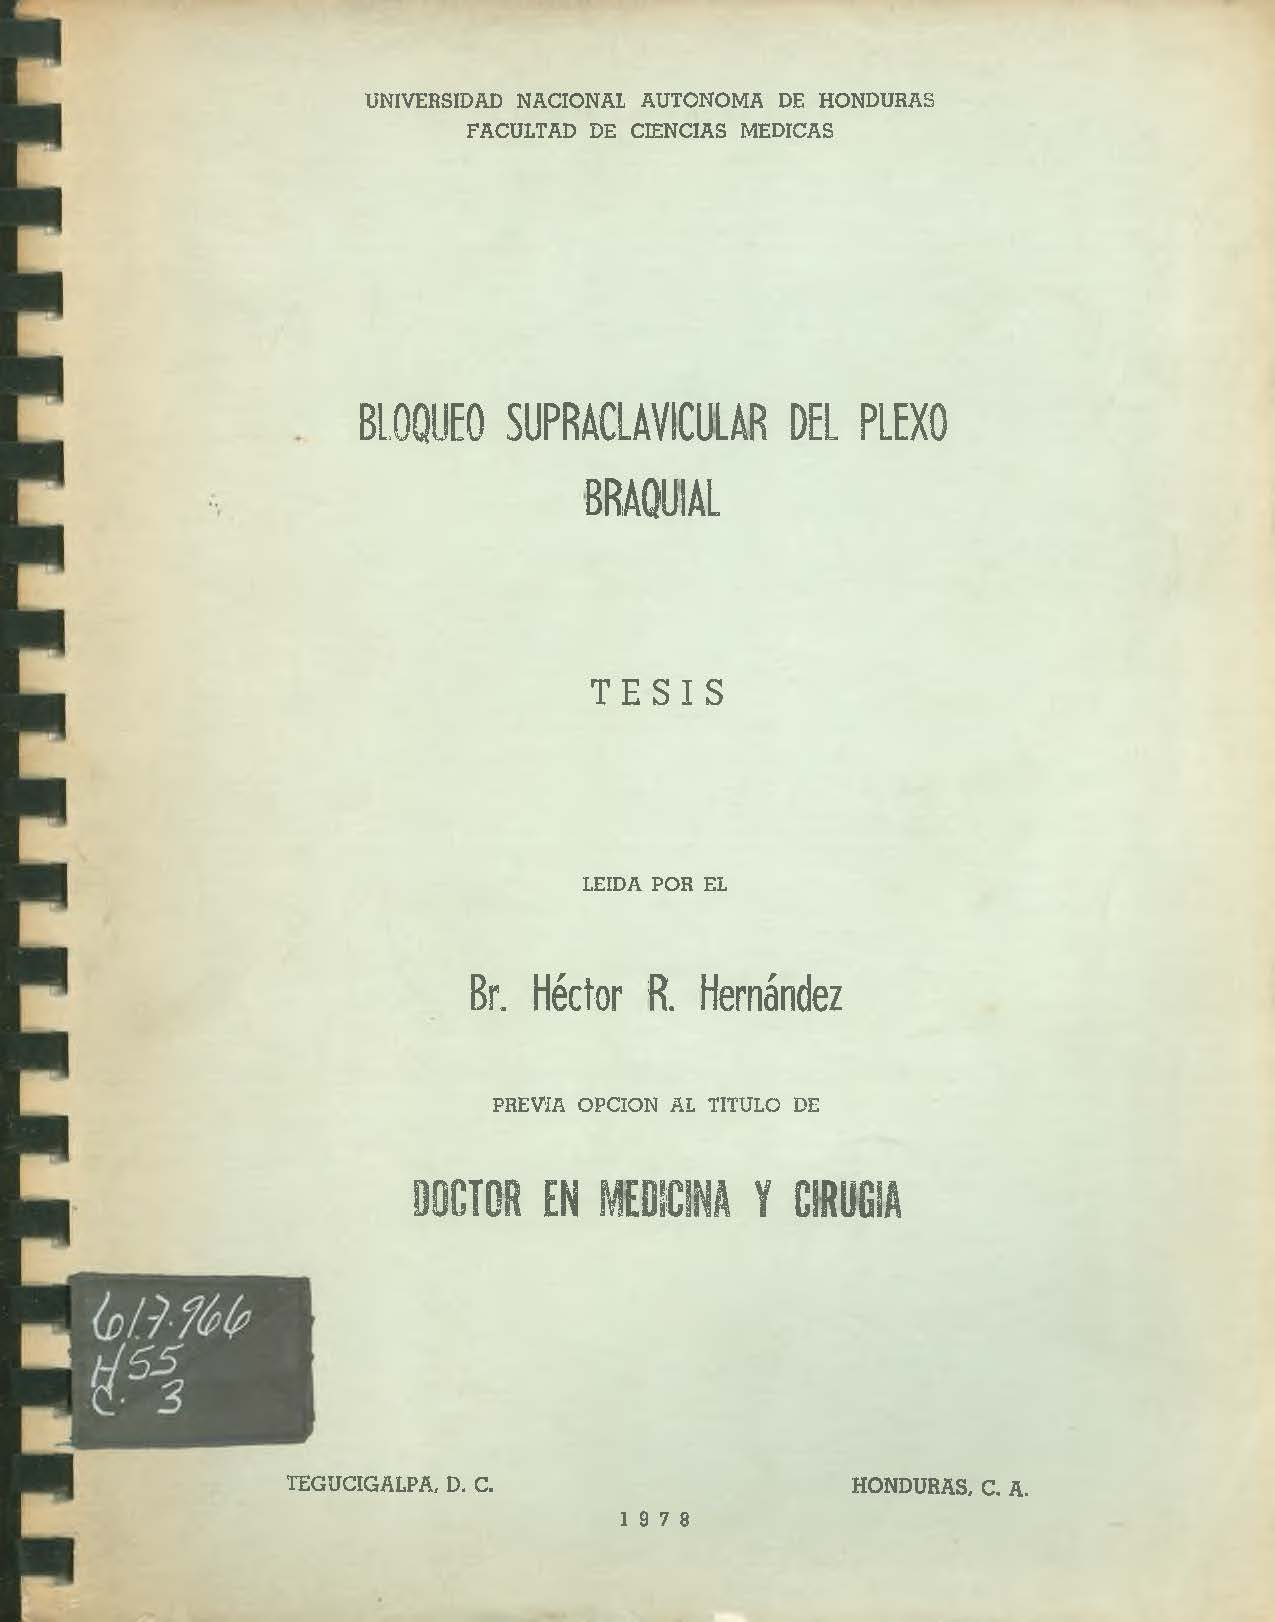 UNIVERSIDAD NACIONAL AUTONOMA DE HONDURAS
FACULTAD DE CIENCIAS MEDICAS
BLOQUEO SUPRACLAVICULAR DEL PLEXO
BRAQUIAL
TESIS
LEIDA POR EL
Br. Héctor R. Hernández
PREVIA OPCION AL TITULO DE
DOCTOR EN MEDICINA Y CIRUGIA
617.966
H55
C. 3
TEGUCIGALPA, D. C. HONDURAS, C. A.
1978